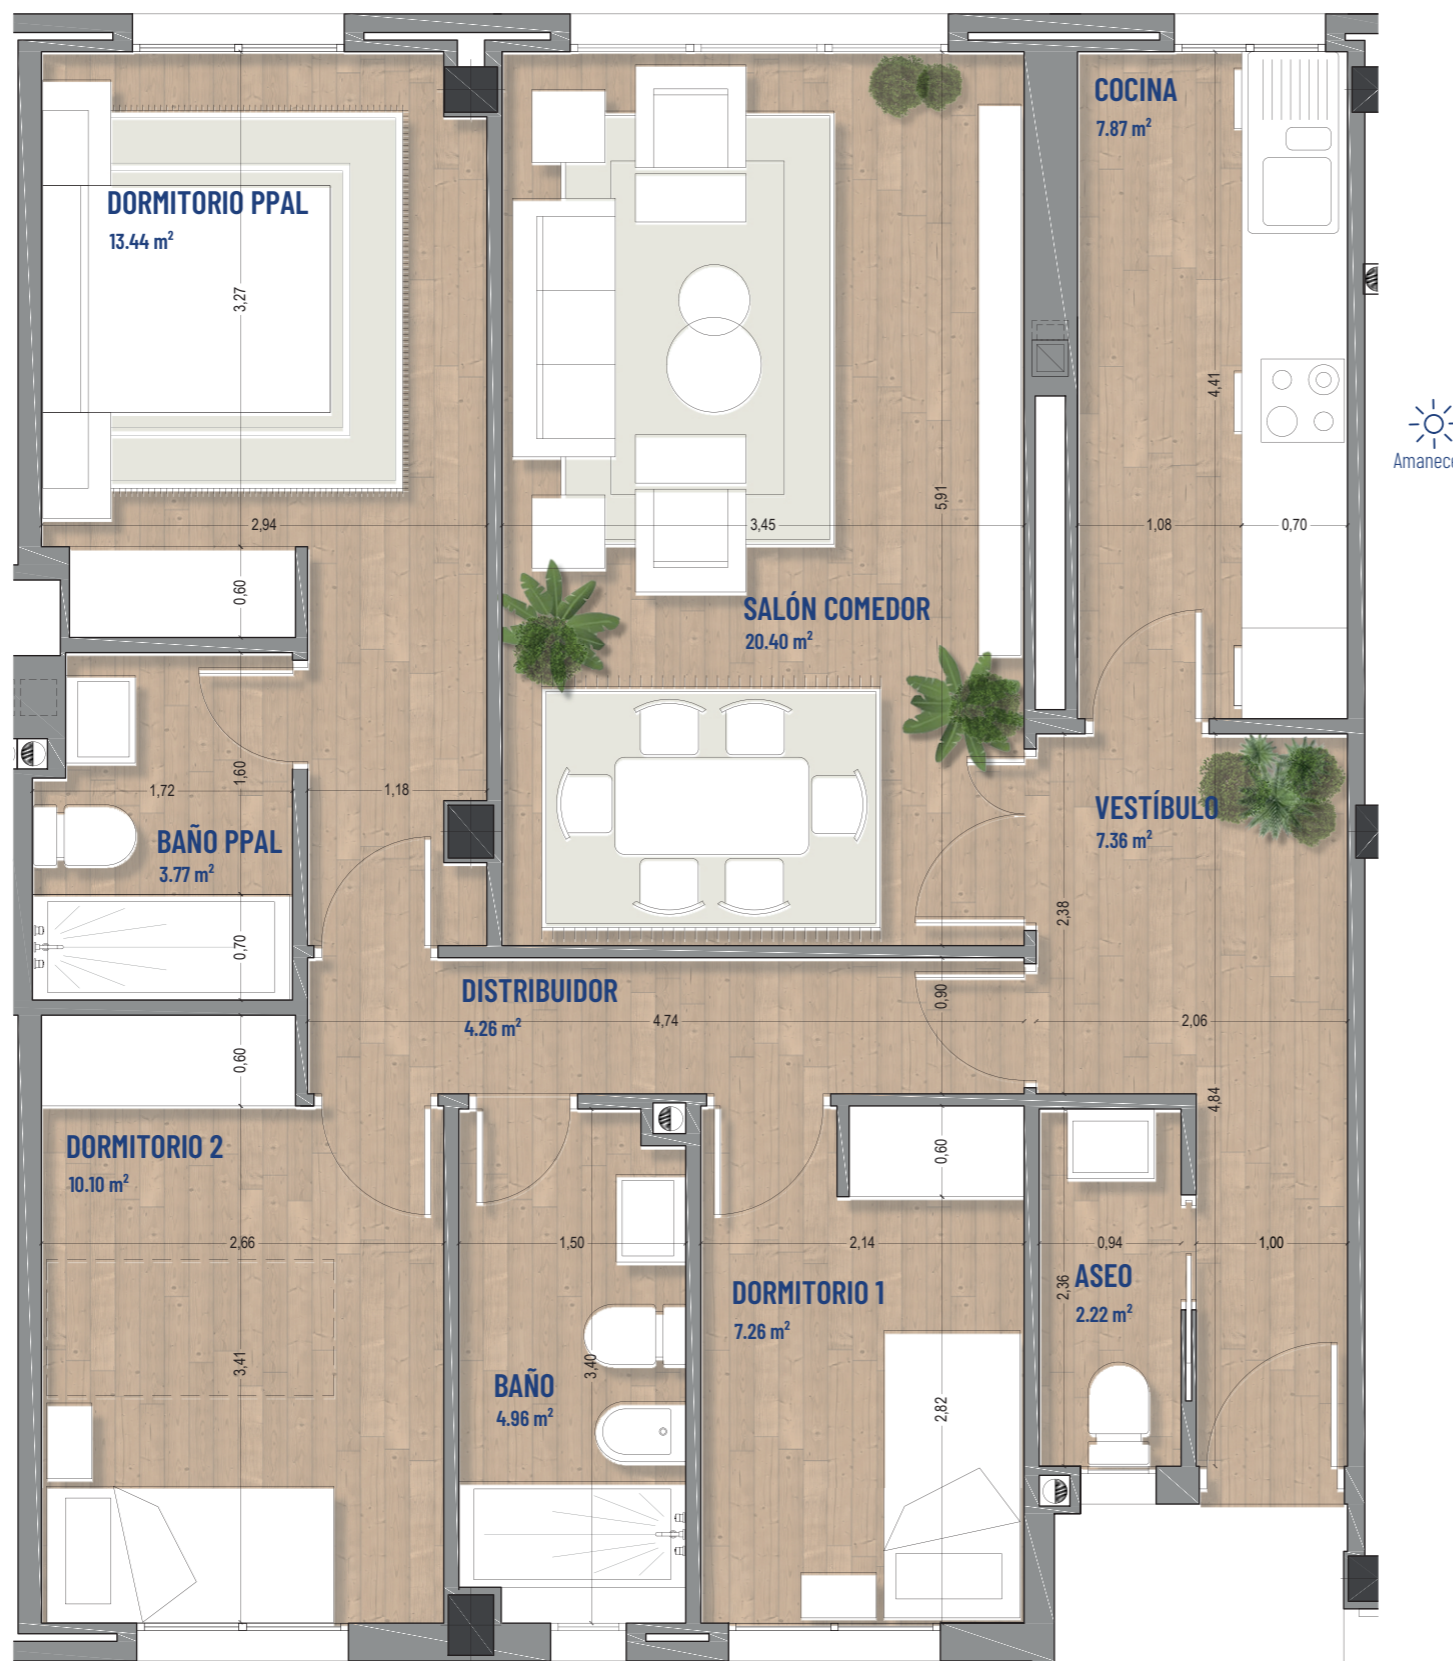 COCINA
7.87 m²
DORMITORIO PPAL
13.44 m²
3,27
4,41
5,91
2,94
3,45
1,08
0,70
0,60
SALÓN COMEDOR
20.40 m²
1,60
1,72
1,18
BAÑO PPAL
3.77 m²
VESTÍBULO
7.36 m²
2,38
0,70
DISTRIBUIDOR
4.26 m²
0,90
4,74
2,06
0,60
4,84
DORMITORIO 2
10.10 m²
0,60
2,66
1,50
2,14
0,94
1,00
ASEO
2.22 m²
2,36
DORMITORIO 1
7.26 m²
3,41
3,40
BAÑO
4.96 m²
2,82